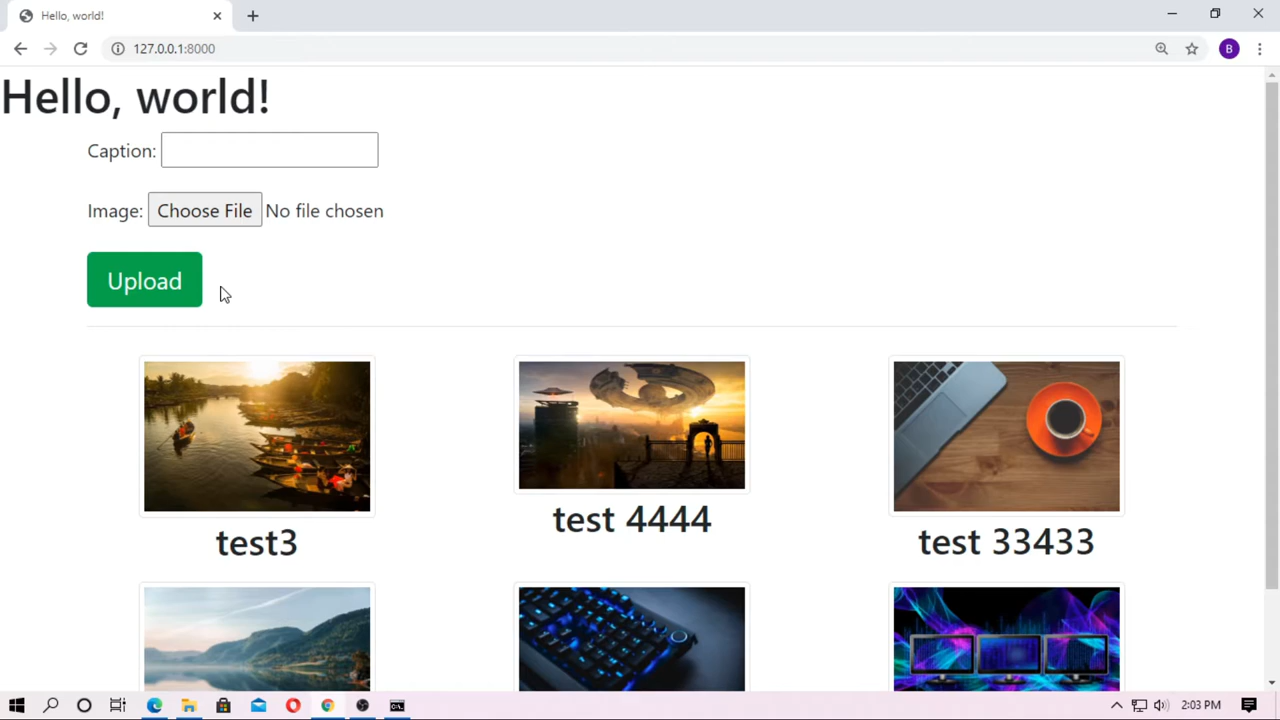 Hello, world!
127.0.0.1:8000
B
Hello, world!
Caption:
Image: Choose File No file chosen
Upload
test3
test 4444
test 33433
2:03 PM